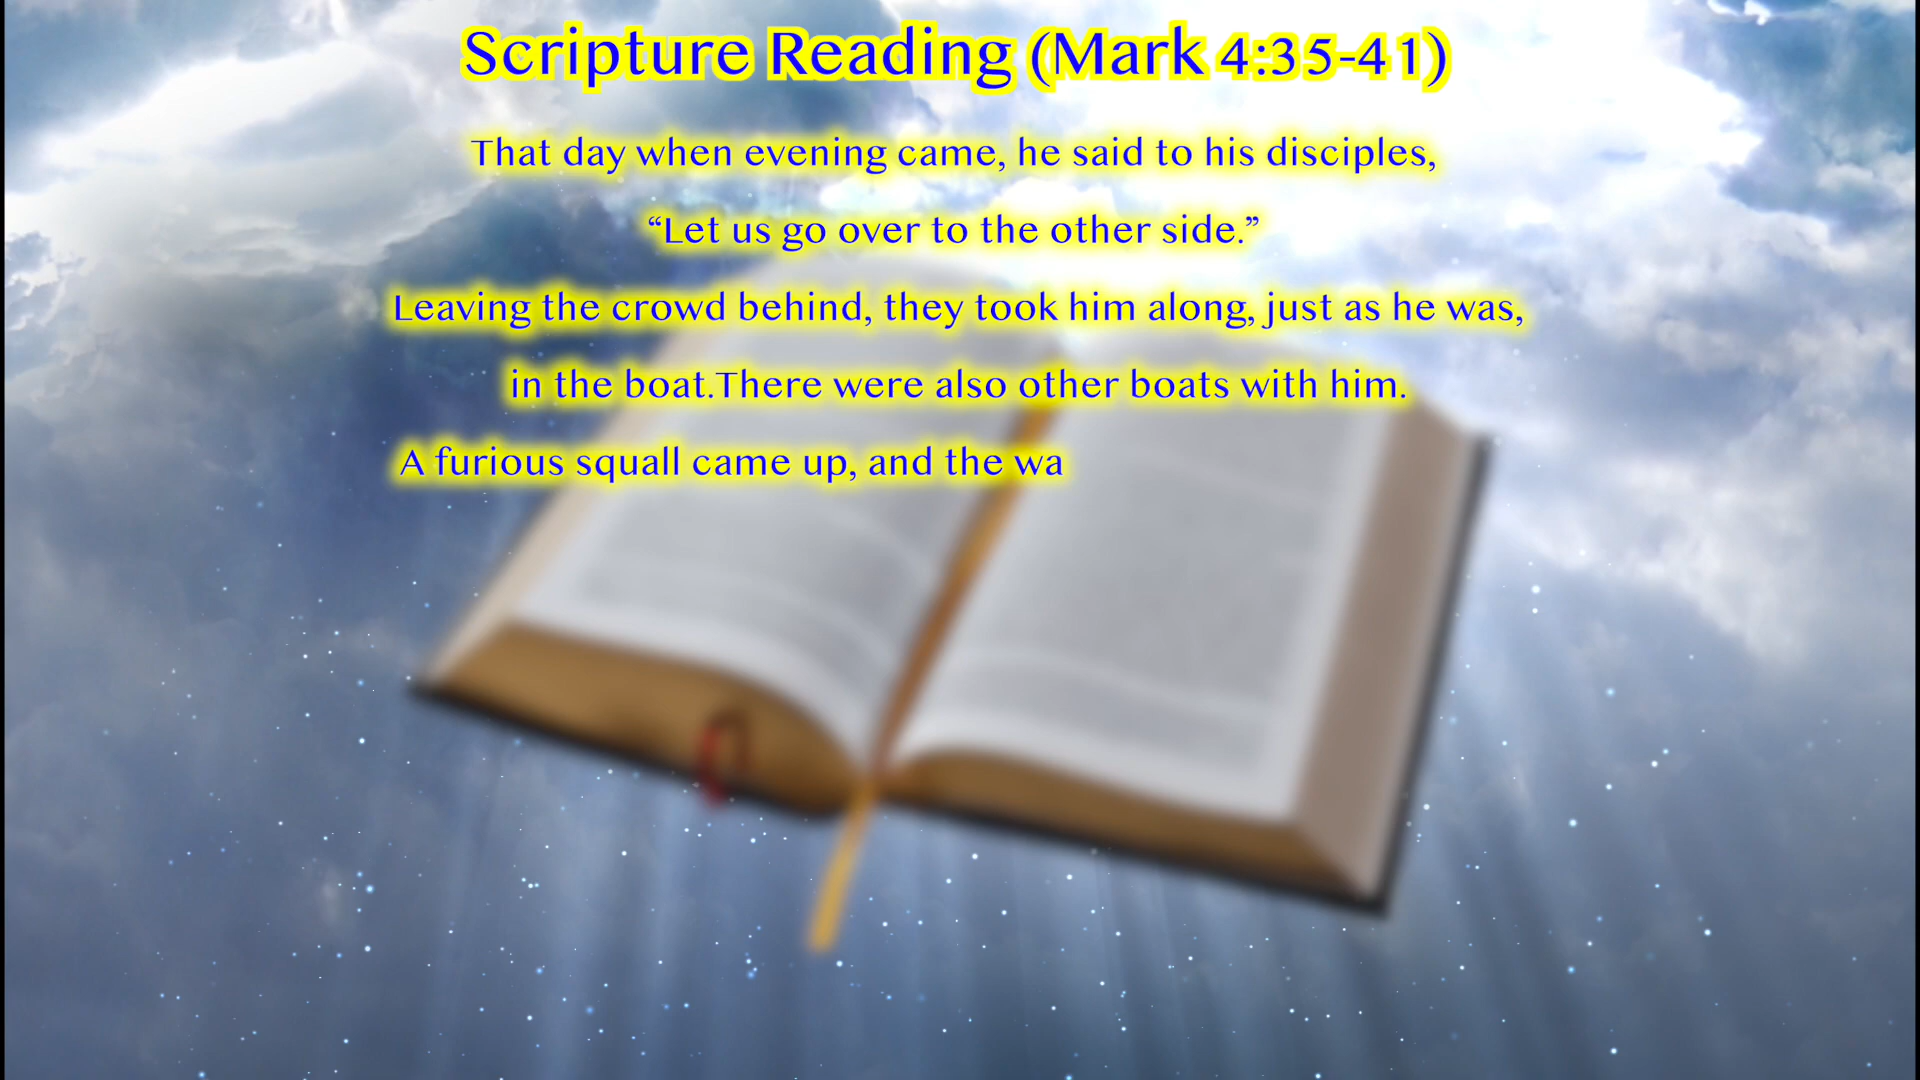 Scripture Reading (Mark 4:35-41)
That day when evening came, he said to his disciples,
“Let us go over to the other side.”
Leaving the crowd behind, they took him along, just as he was,
in the boat.There were also other boats with him.
A furious squall came up, and the wa